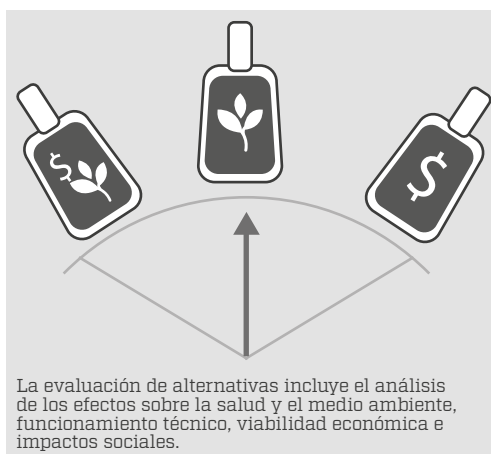 $
$
La evaluación de alternativas incluye el análisis
de los efectos sobre la salud y el medio ambiente,
funcionamiento técnico, viabilidad económica e
impactos sociales.